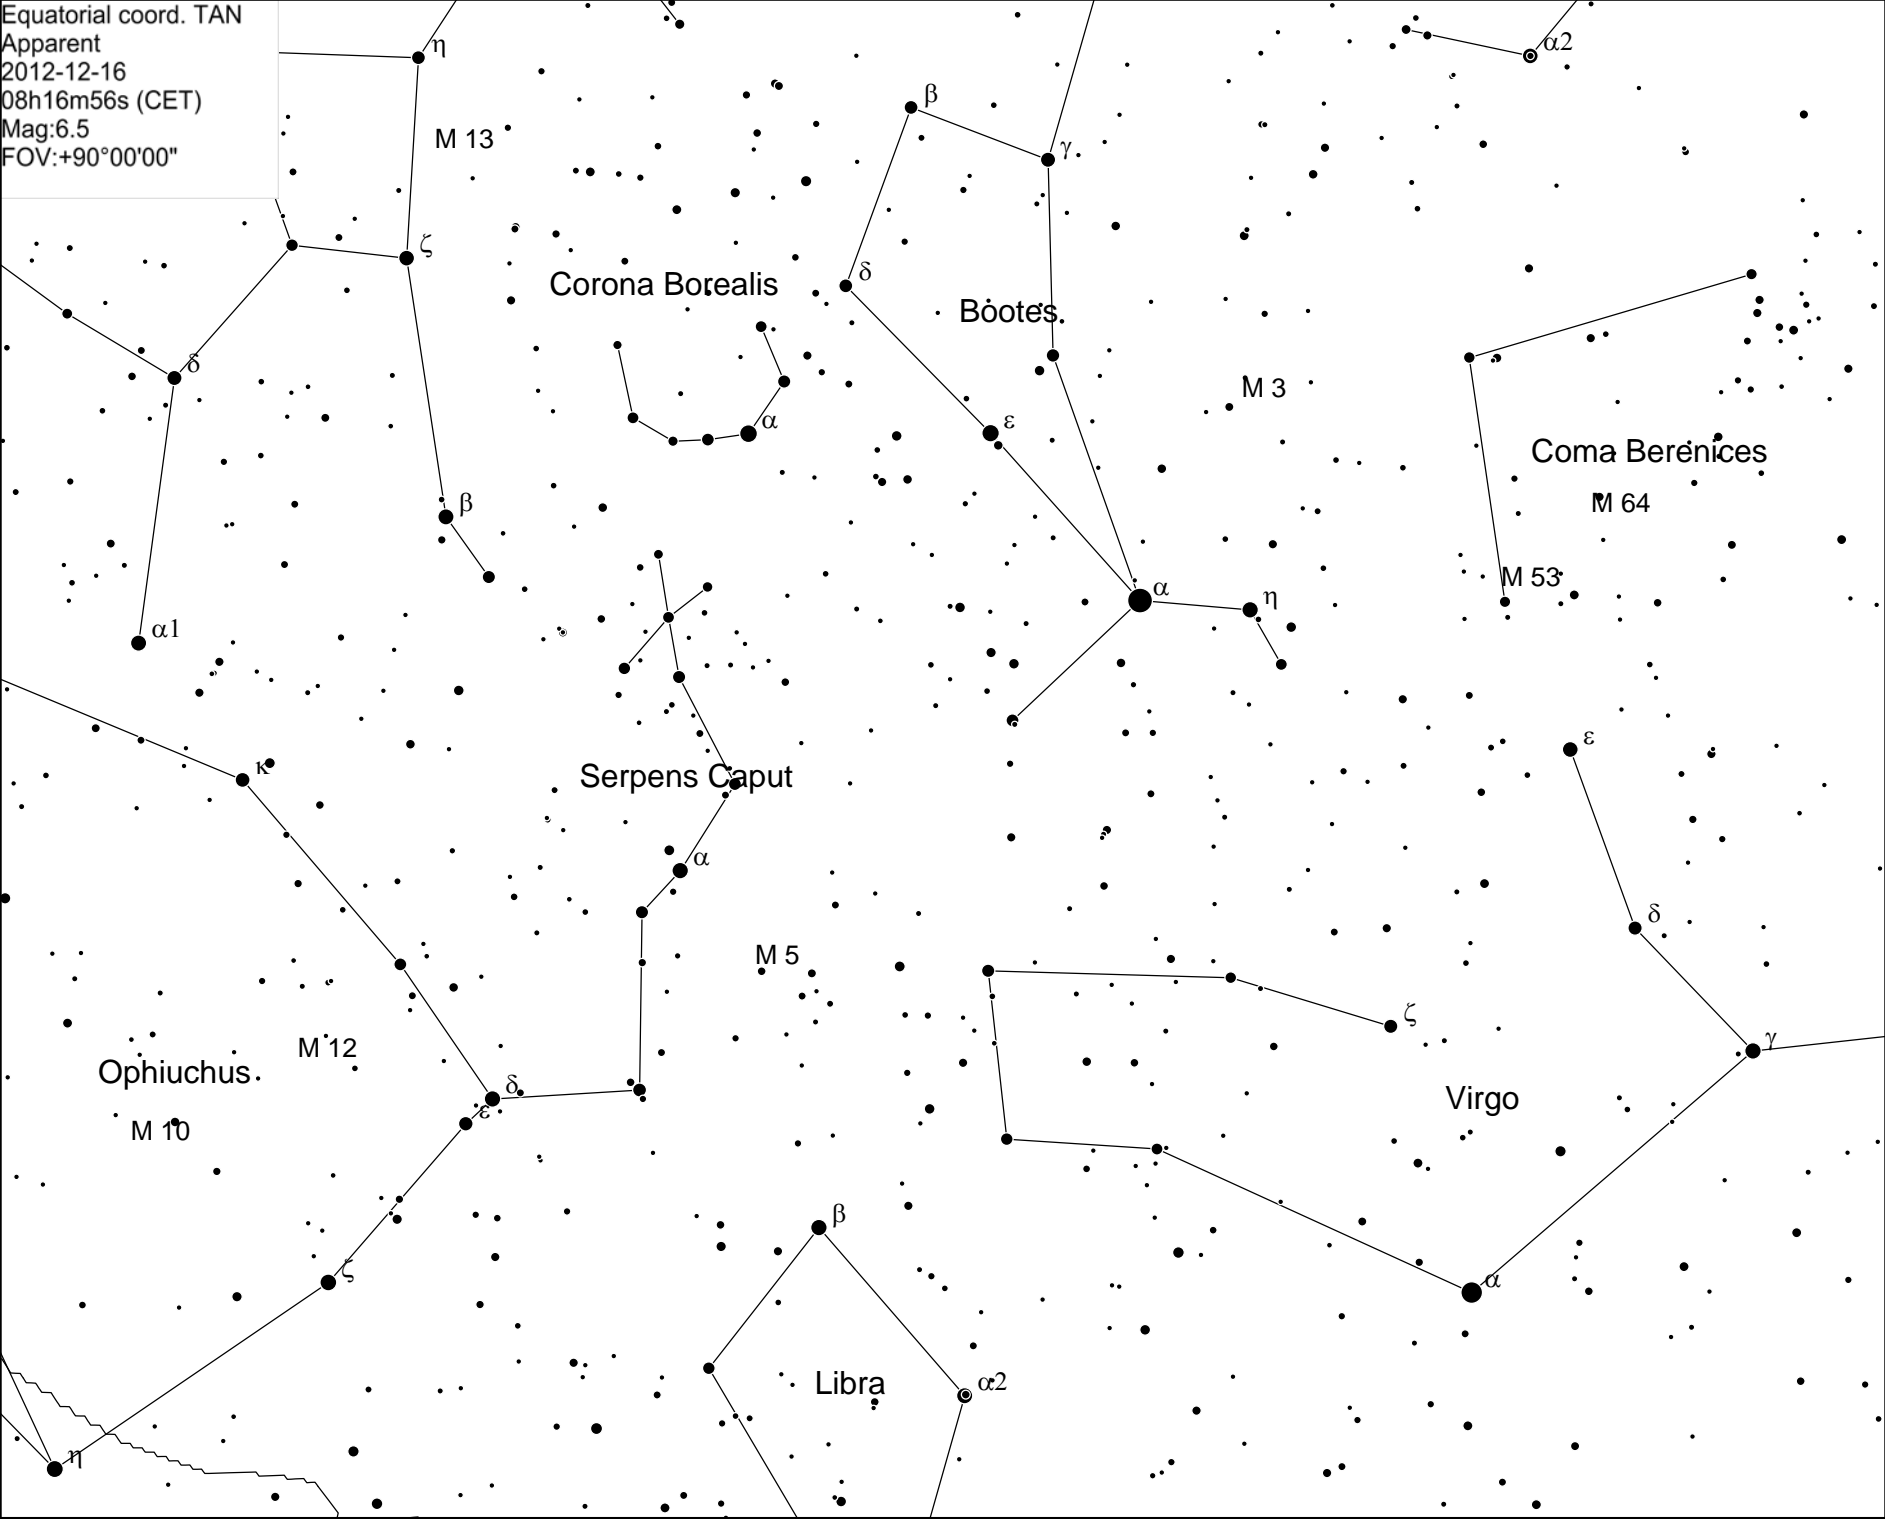 Equatorial coord. TAN
Apparent
2012-12-16
08h16m56s (CET)
Mag:6.5
FOV:+90°00'00"
η
α2
β
M 13
γ
ζ
δ
Corona Borealis
Bootes
δ
M 3
α
ε
Coma Berenices
β
M 64
M 53
α
η
α1
ε
κ
Serpens Caput
α
δ
M 5
ζ
γ
M 12
Ophiuchus
δ
ε
Virgo
M 10
β
ζ
α
Libra
α2
η